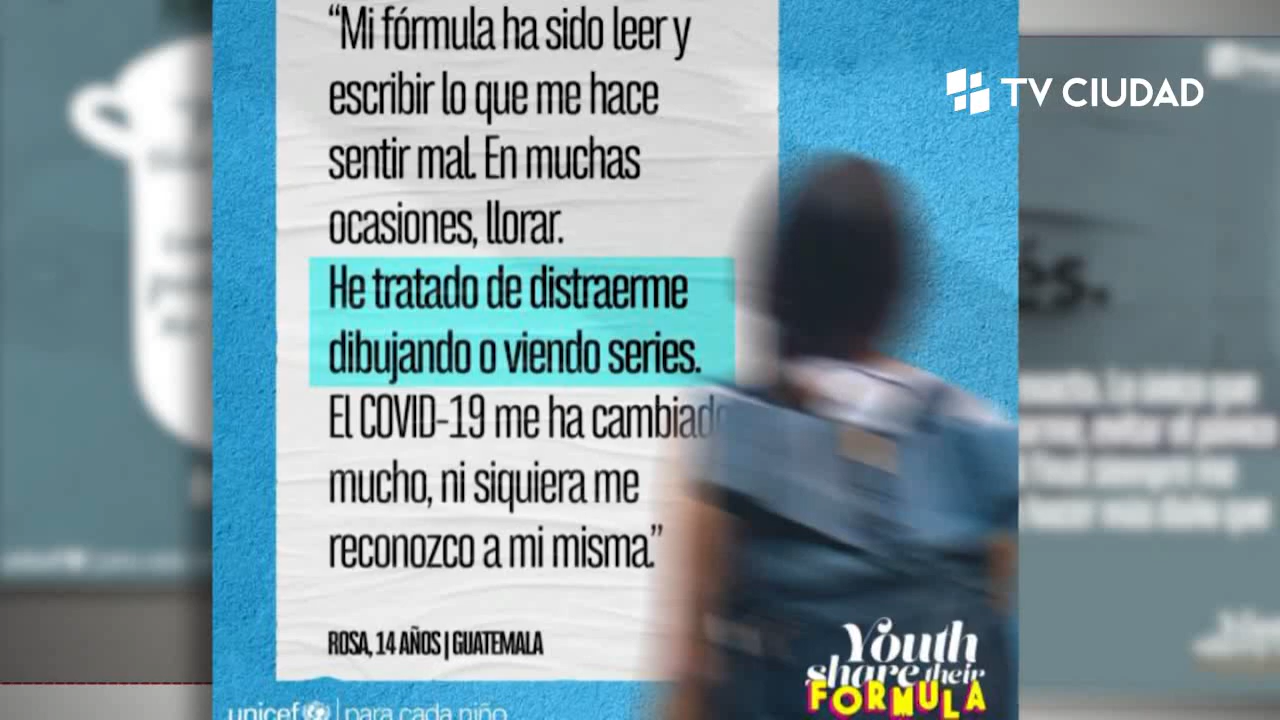 “Mi fórmula ha sido leer y
escribir lo que me hace
sentir mal. En muchas
ocasiones, llorar.
He tratado de distraerme
dibujando o viendo series.
El COVID-19 me ha cambiado
mucho, ni siquiera me
reconozco a mi misma.”
ROSA, 14 AÑOS | GUATEMALA
unicef | para cada niño
Youth
share their
FORMULA
TV CIUDAD